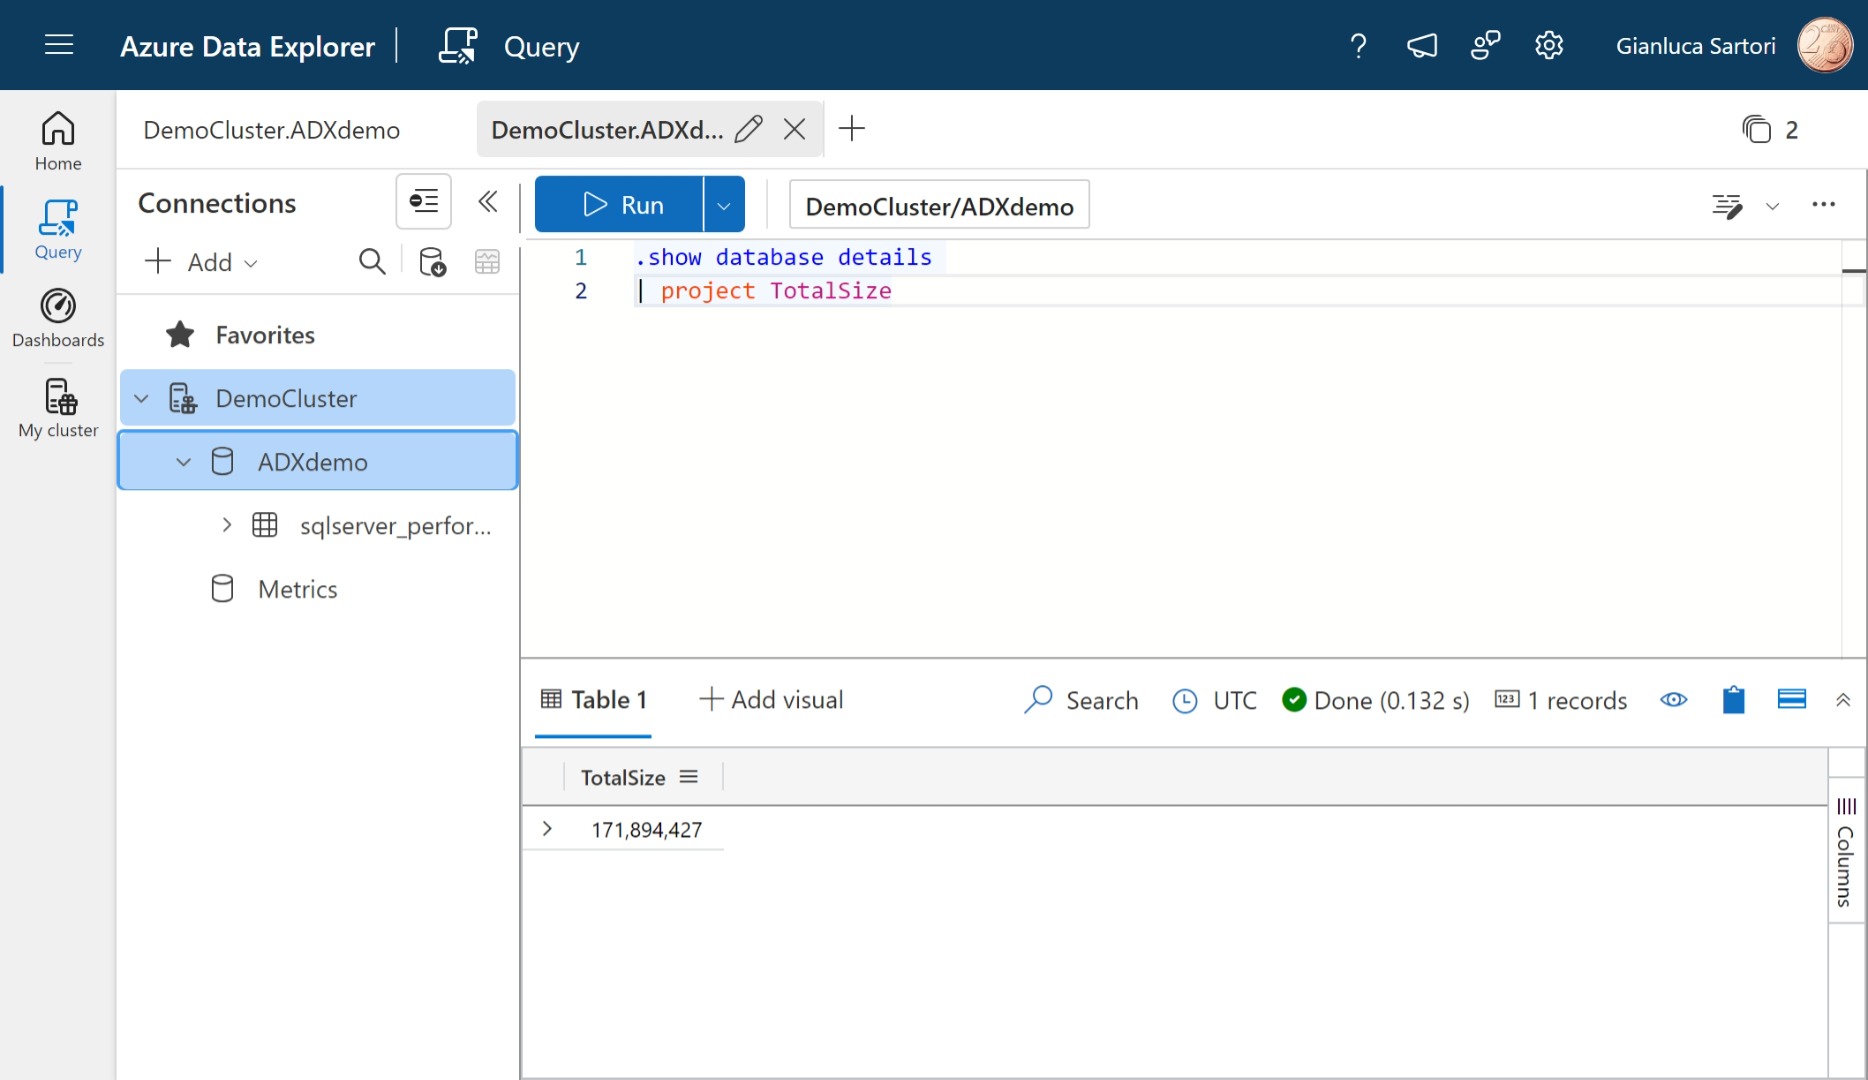 Azure Data Explorer
Query
?
Gianluca Sartori
Home
Query
Dashboards
My cluster
DemoCluster.ADXdemo
DemoCluster.ADXd...
2
Connections
Add
Favorites
DemoCluster
ADXdemo
sqlserver_perfor...
Metrics
Run
DemoCluster/ADXdemo
1 .show database details
2 | project TotalSize
Table 1
Add visual
Search
UTC
Done (0.132 s)
123 1 records
TotalSize
171,894,427
Columns